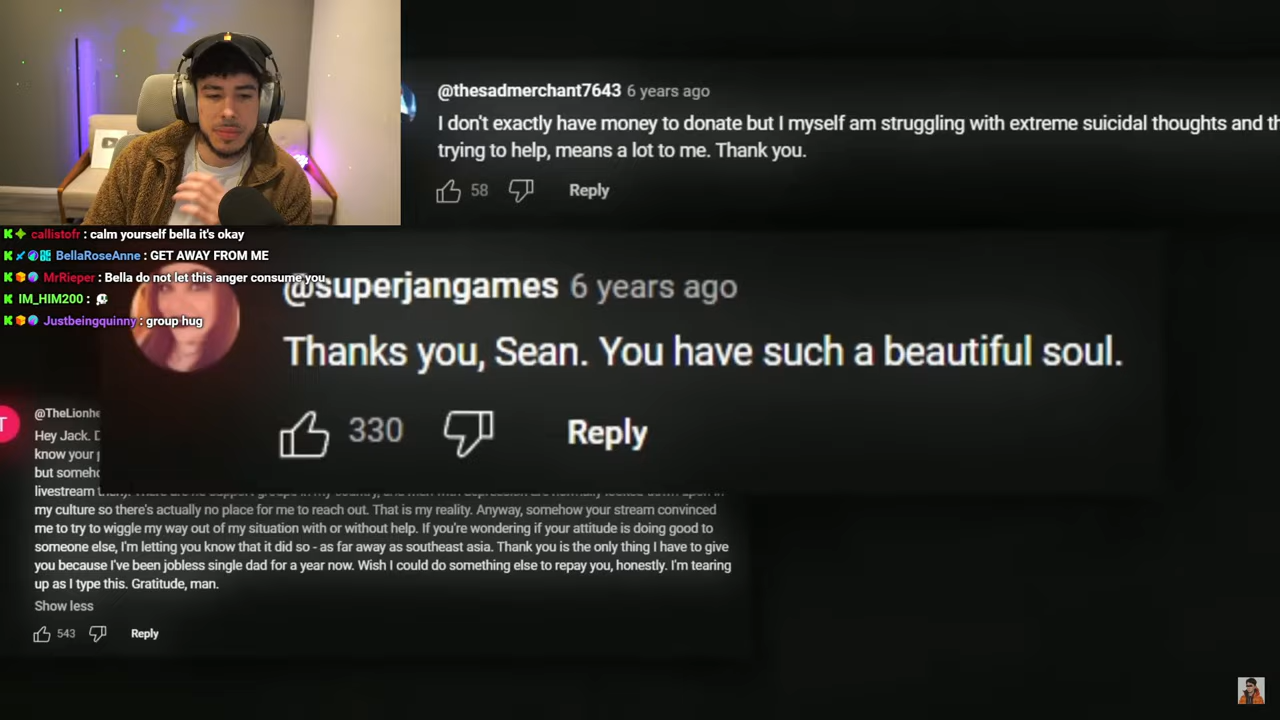 @thesadmerchant7643 6 years ago
I don't exactly have money to donate but I myself am struggling with extreme suicidal thoughts and th
trying to help, means a lot to me. Thank you.
58 Reply
callistofr : calm yourself bella it's okay
BellaRoseAnne : GET AWAY FROM ME
MrRieper : Bella do not let this anger consume you
IM_HIM200 :
Justbeingquinny : group hug
@superjangames 6 years ago
Thanks you, Sean. You have such a beautiful soul.
330 Reply
T
@TheLionhe
Hey Jack. D
know your
but someho
livestream
my culture so there's actually no place for me to reach out. That is my reality. Anyway, somehow your stream convinced
me to try to wiggle my way out of my situation with or without help. If you're wondering if your attitude is doing good to
someone else, I'm letting you know that it did so - as far away as southeast asia. Thank you is the only thing I have to give
you because I've been jobless single dad for a year now. Wish I could do something else to repay you, honestly. I'm tearing
up as I type this. Gratitude, man.
Show less
543 Reply